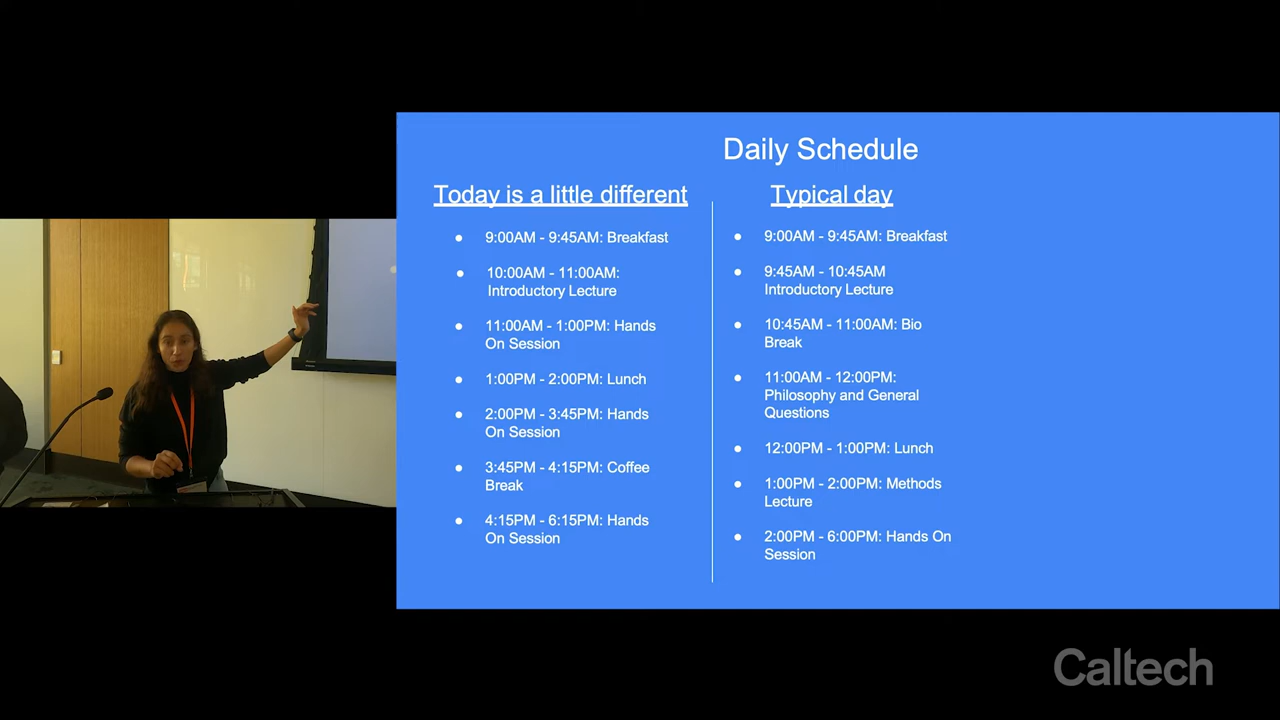 Daily Schedule
Today is a little different
9:00AM - 9:45AM: Breakfast
10:00AM - 11:00AM:
Introductory Lecture
11:00AM - 1:00PM: Hands
On Session
1:00PM - 2:00PM: Lunch
2:00PM - 3:45PM: Hands
On Session
3:45PM - 4:15PM: Coffee
Break
4:15PM - 6:15PM: Hands
On Session
Typical day
9:00AM - 9:45AM: Breakfast
9:45AM - 10:45AM
Introductory Lecture
10:45AM - 11:00AM: Bio
Break
11:00AM - 12:00PM:
Philosophy and General
Questions
12:00PM - 1:00PM: Lunch
1:00PM - 2:00PM: Methods
Lecture
2:00PM - 6:00PM: Hands On
Session
Caltech